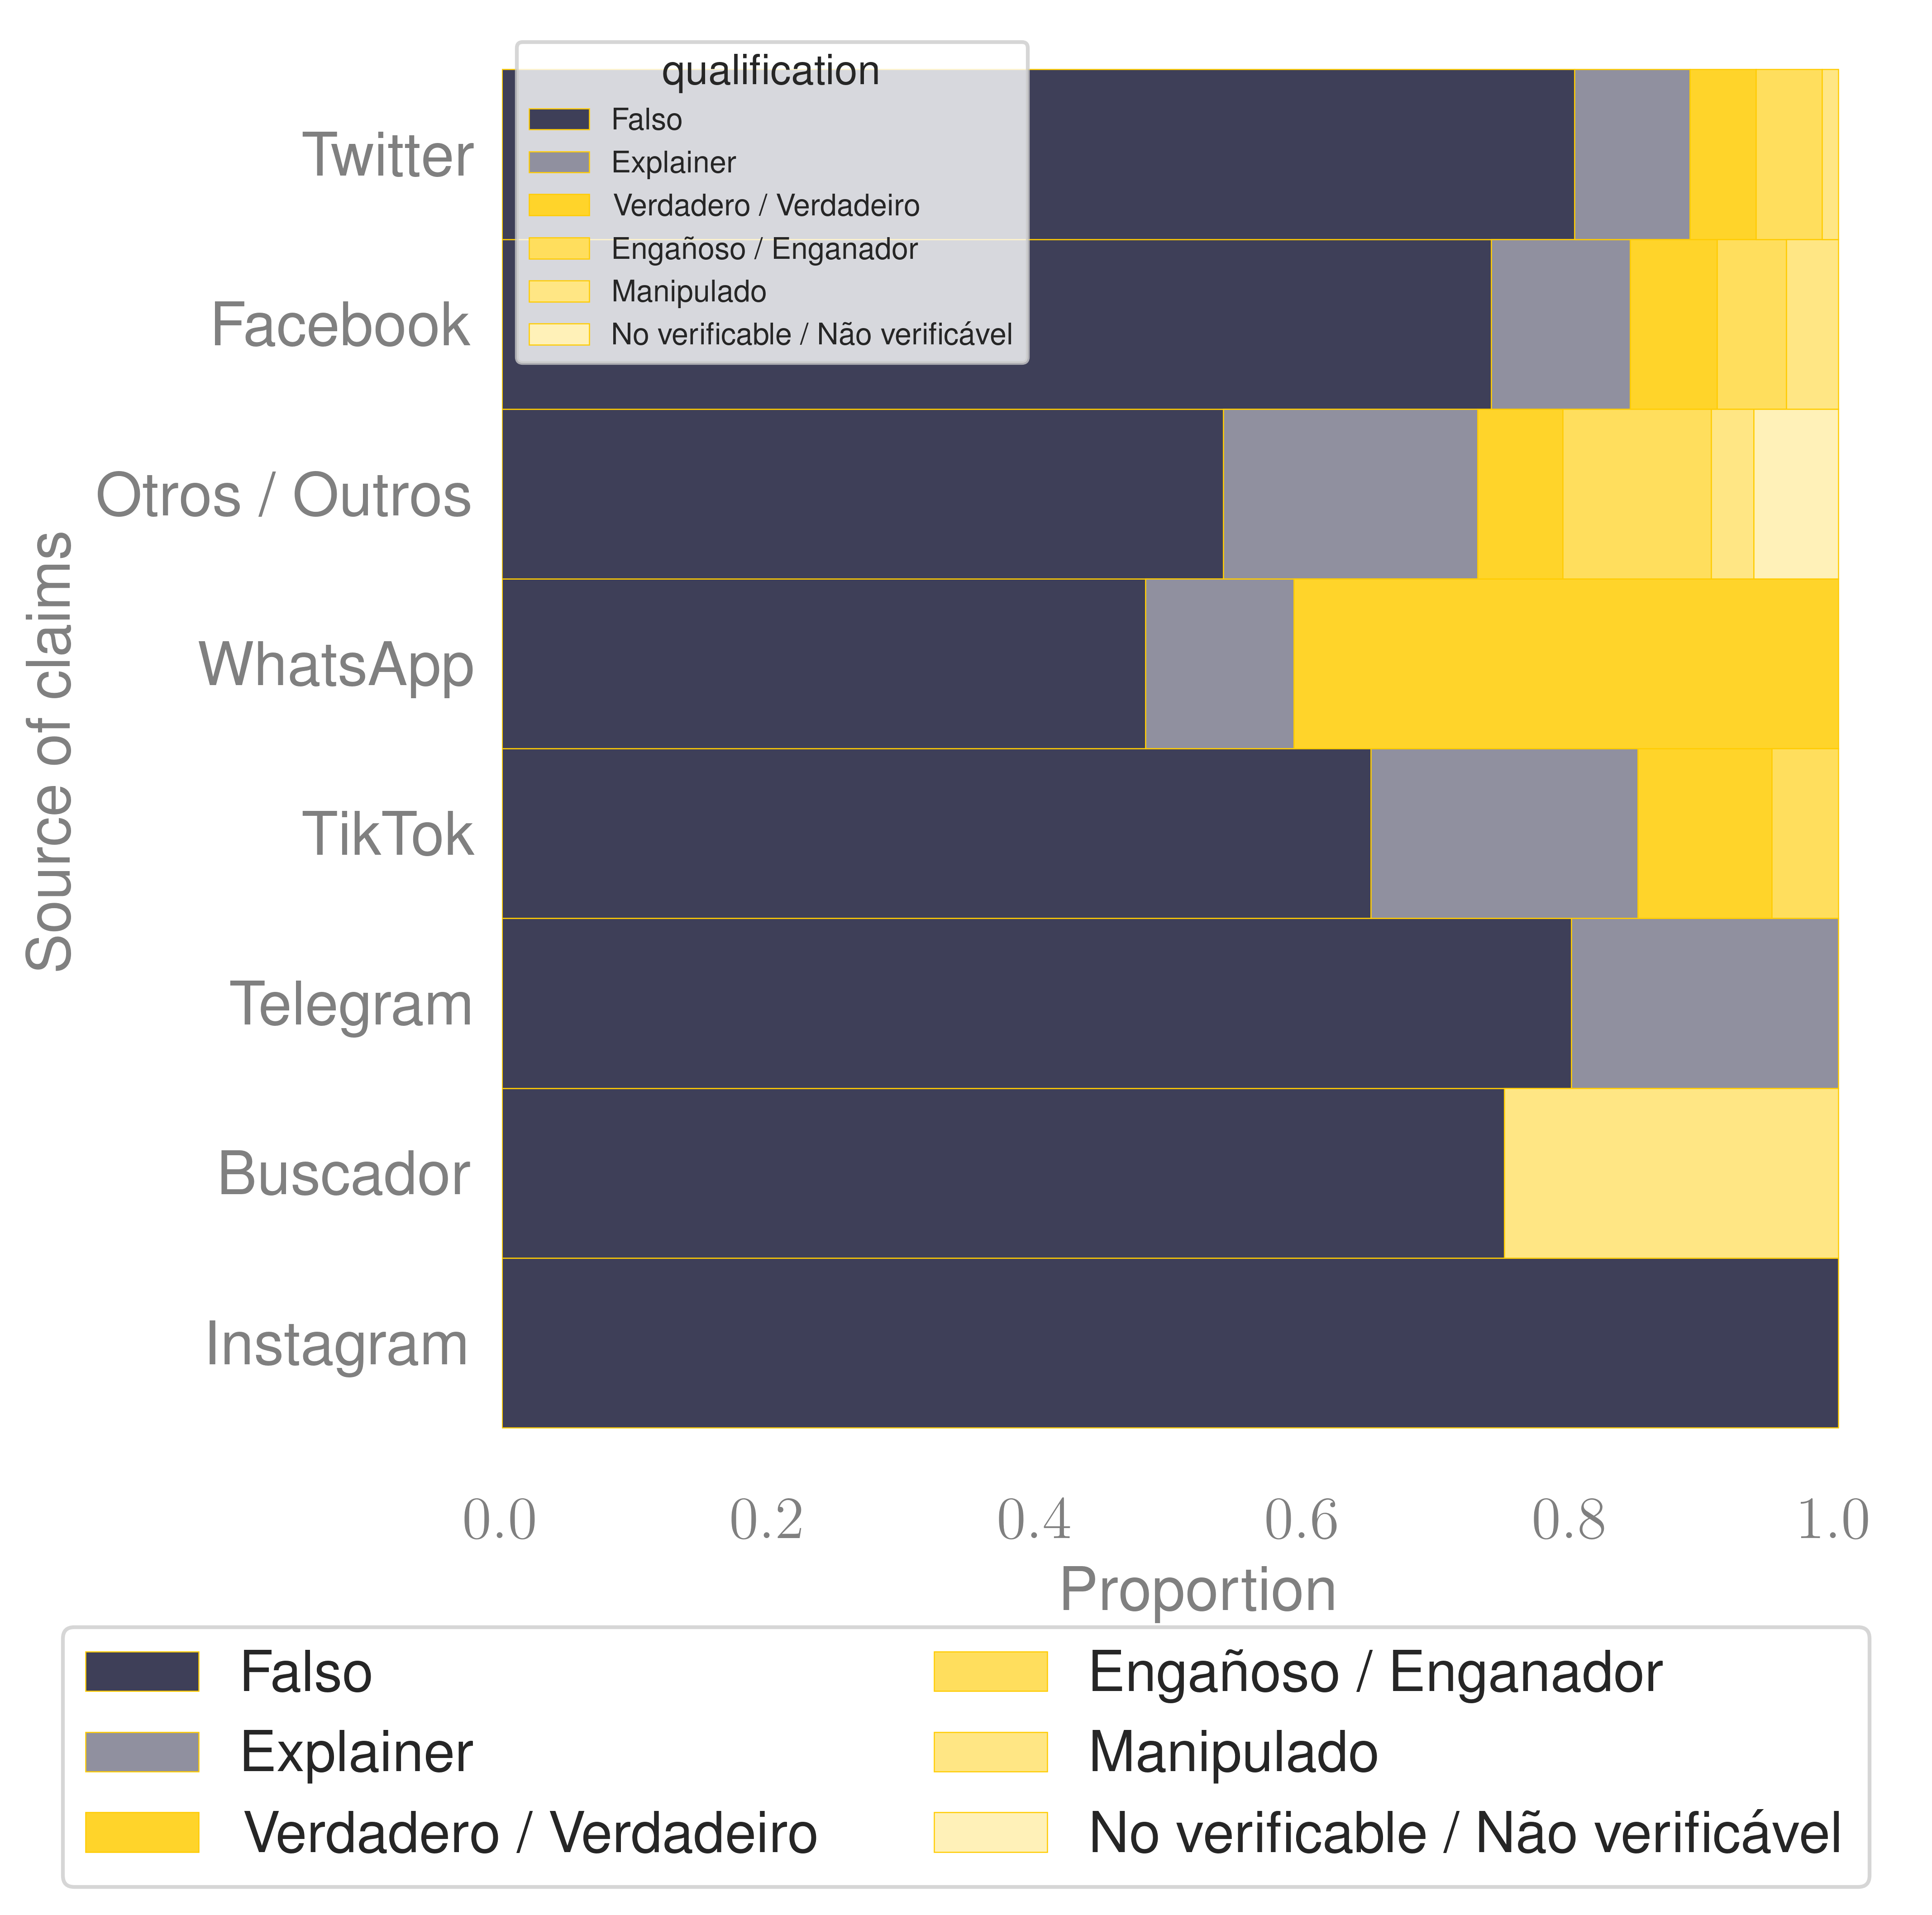 qualification
Falso
Explainer
Verdadero / Verdadeiro
Engañoso / Enganador
Manipulado
No verificable / Não verificável
Twitter
Facebook
Otros / Outros
WhatsApp
TikTok
Telegram
Buscador
Instagram
Source of claims
0.0 0.2 0.4 0.6 0.8 1.0
Proportion
Falso
Explainer
Verdadero / Verdadeiro
Engañoso / Enganador
Manipulado
No verificable / Não verificável